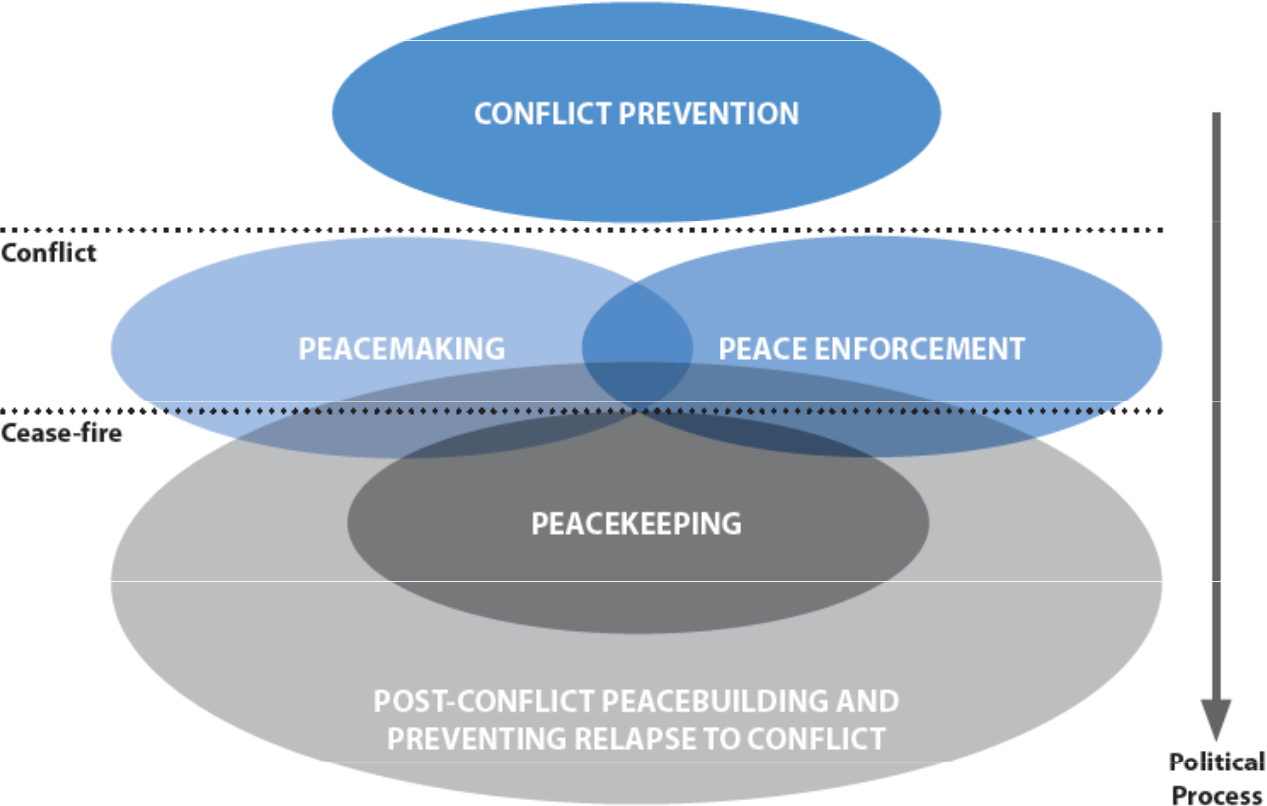 CONFLICT PREVENTION
Conflict
PEACEMAKING
PEACE ENFORCEMENT
Cease-fire
PEACEKEEPING
POST-CONFLICT PEACEBUILDING AND
PREVENTING RELAPSE TO CONFLICT
Political
Process